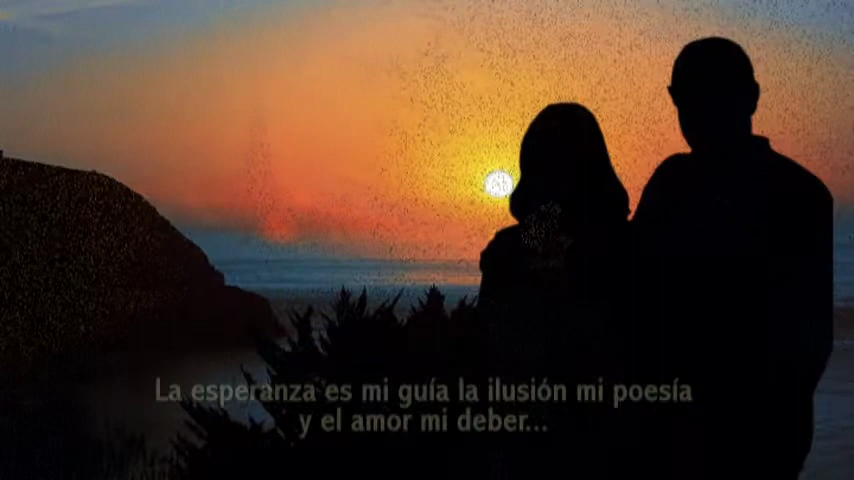 La esperanza es mi guía la ilusión mi poesía
y el amor mi deber...